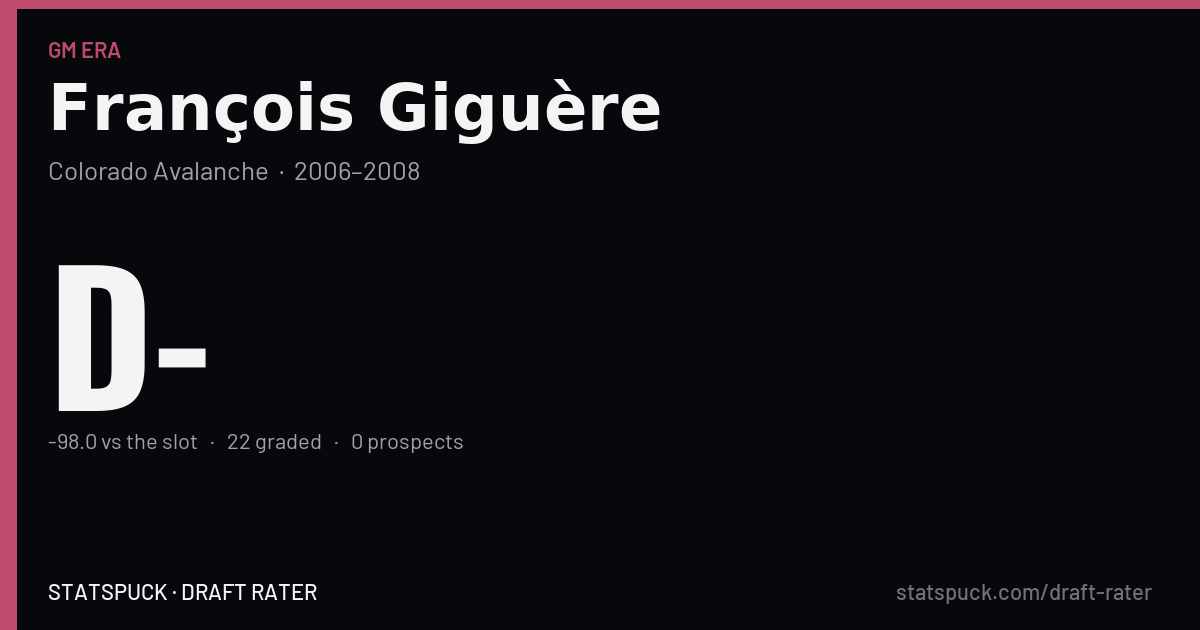 GM ERA
François Giguère
Colorado Avalanche · 2006–2008
D-
-98.0 vs the slot · 22 graded · 0 prospects
STATSPUCK · DRAFT RATER
statspuck.com/draft-rater